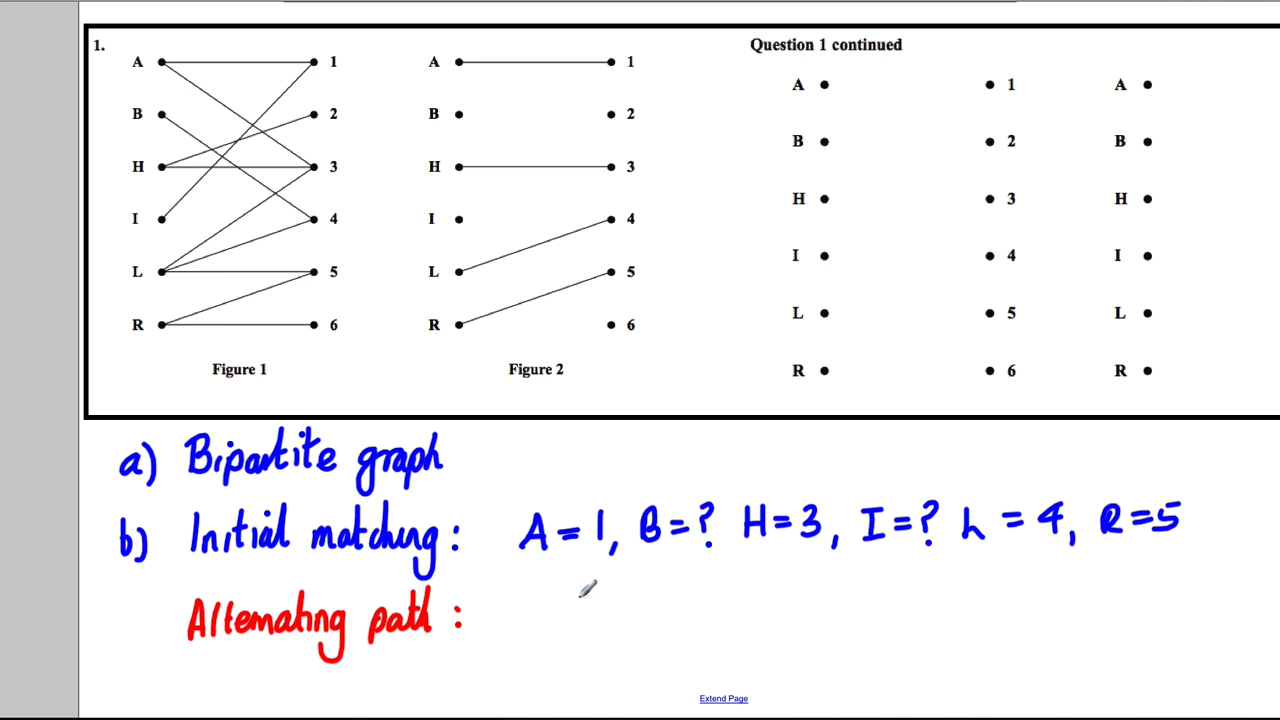 1.
Question 1 continued
A 1 A 1
B 2 B 2
H 3 H 3
I 4 I 4
L 5 L 5
R 6 R 6
Figure 1 Figure 2
A 1 A
B 2 B
H 3 H
I 4 I
L 5 L
R 6 R
a) Bipartite graph
b) Initial matching : A = 1, B = ? H = 3, I = ? L = 4, R = 5
Alternating path :
Extend Page